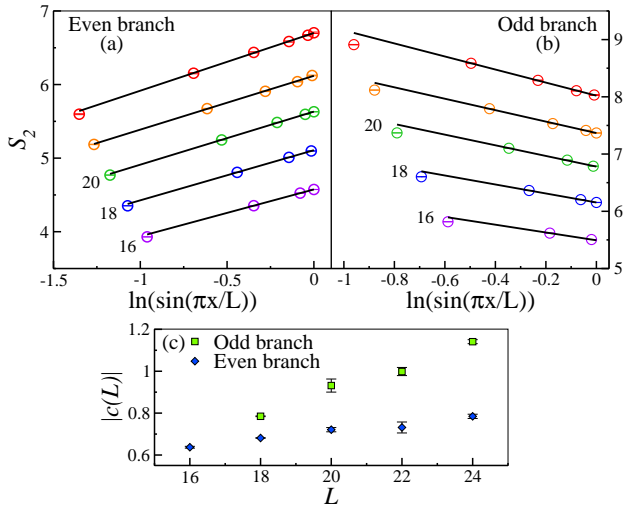 Even branch
(a)
Odd branch
(b)
7
6
5
4
S₂
20
18
16
20
18
16
9
8
7
6
5
-1.5 -1 -0.5 0
-1 -0.8 -0.6 -0.4 -0.2 0
ln(sin(πx/L))
ln(sin(πx/L))
(c)
Odd branch
Even branch
1.2
1
0.8
0.6
|c(L)|
16 18 20 22 24
L